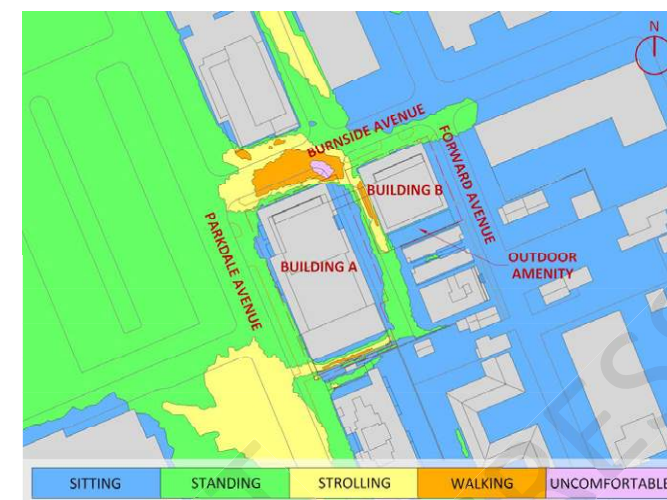 N
BURNSIDE AVENUE
FORWARD AVENUE
BUILDING B
PARKDALE AVENUE
BUILDING A
OUTDOOR
AMENITY
SITTING
STANDING
STROLLING
WALKING
UNCOMFORTABLE